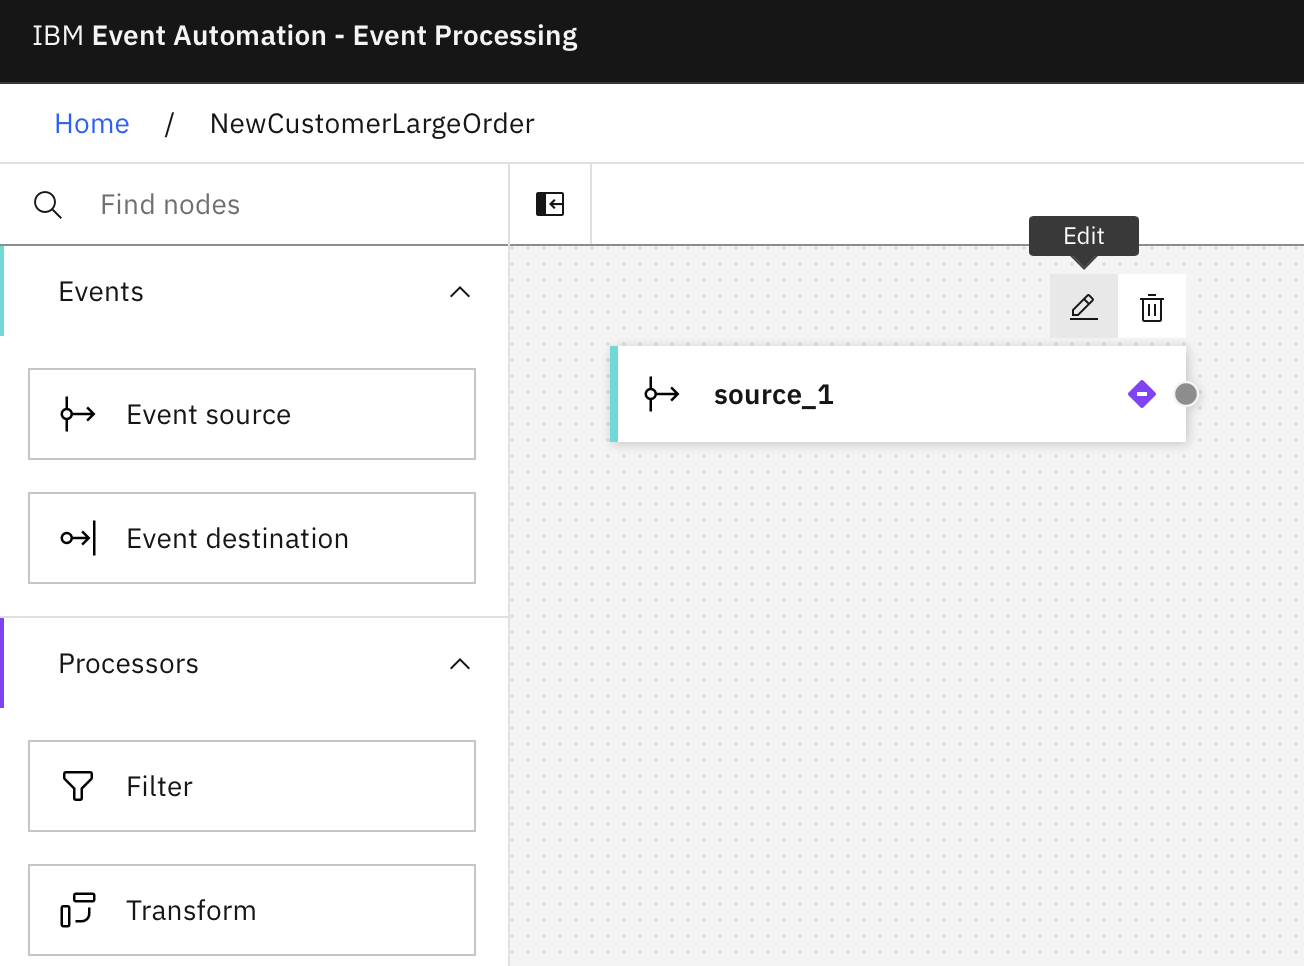 IBM Event Automation - Event Processing
Home / NewCustomerLargeOrder
Find nodes
Edit
Events
source_1
Event source
Event destination
Processors
Filter
Transform